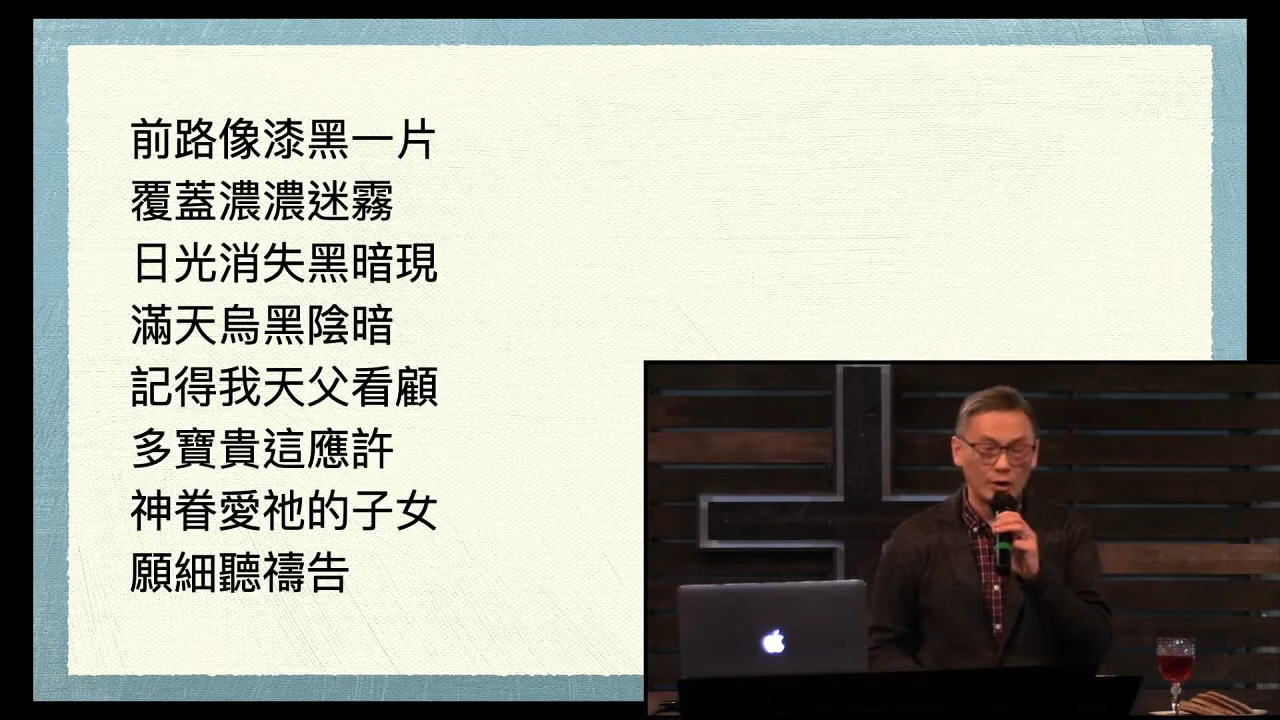 前路像漆黑一片
覆蓋濃濃迷霧
日光消失黑暗現
滿天烏黑陰暗
記得我天父看顧
多寶貴這應許
神眷愛祂的子女
願細聽禱告